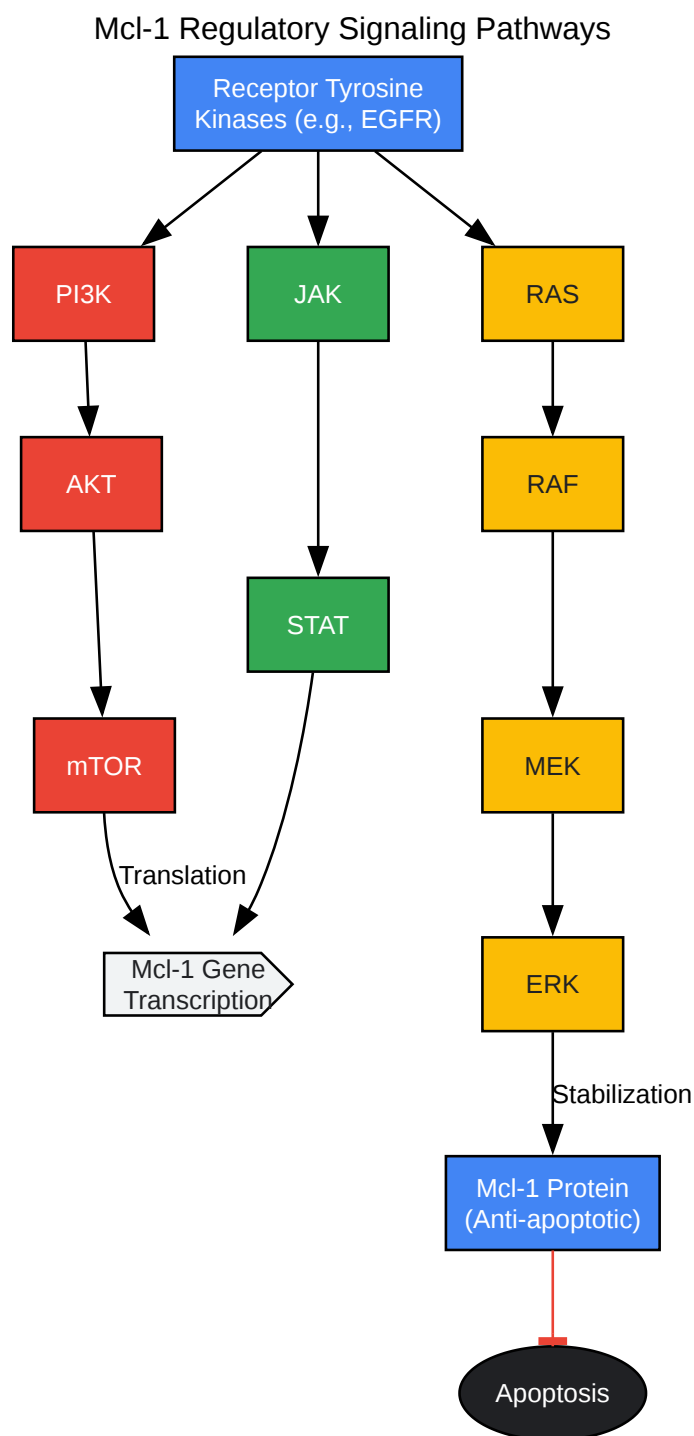 Mcl-1 Regulatory Signaling Pathways
Receptor Tyrosine
Kinases (e.g., EGFR)
PI3K
JAK
RAS
AKT
RAF
STAT
mTOR
MEK
Translation
Mcl-1 Gene
Transcription
ERK
Stabilization
Mcl-1 Protein
(Anti-apoptotic)
Apoptosis